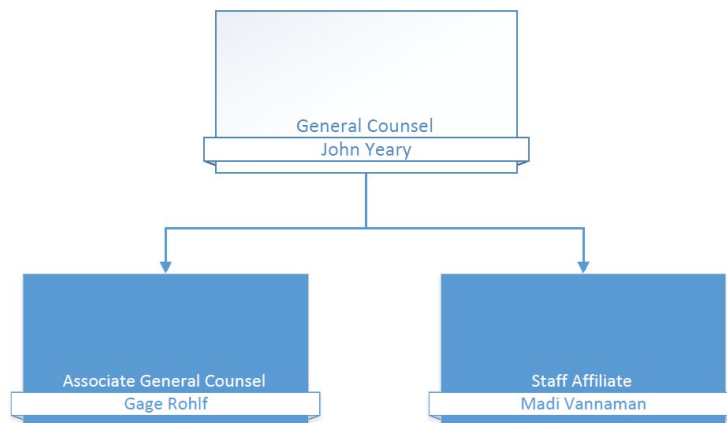 General Counsel
John Yeary
Associate General Counsel
Gage Rohlf
Staff Affiliate
Madi Vannaman